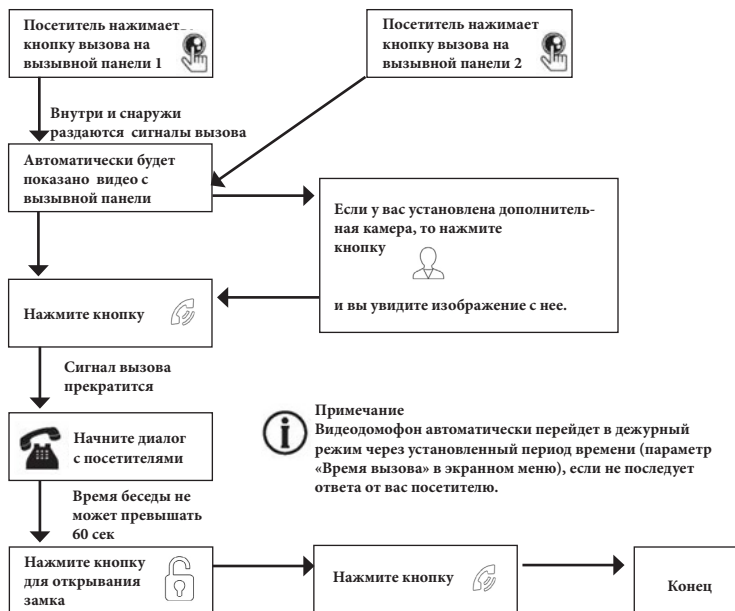 Посетитель нажимает
кнопку вызова на
вызывной панели 1
Посетитель нажимает
кнопку вызова на
вызывной панели 2
Внутри и снаружи
раздаются сигналы вызова
Автоматически будет
показано видео с
вызывной панели
Если у вас установлена дополнитель-
ная камера, то нажмите
кнопку
и вы увидите изображение с нее.
Нажмите кнопку
Сигнал вызова
прекратится
Начните диалог
с посетителями
Примечание
Видеодомофон автоматически перейдет в дежурный
режим через установленный период времени (параметр
«Время вызова» в экранном меню), если не последует
ответа от вас посетителю.
Время беседы не
может превышать
60 сек
Нажмите кнопку
для открывания
замка
Нажмите кнопку
Конец